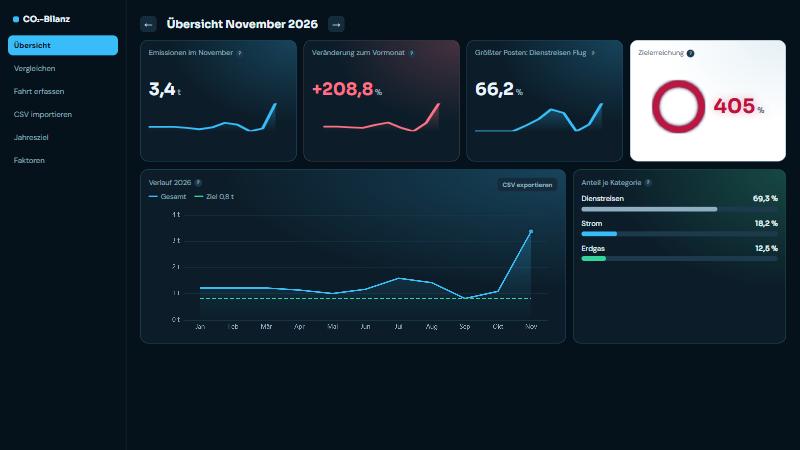 CO₂-Bilanz
Übersicht
Vergleichen
Fahrt erfassen
CSV importieren
Jahresziel
Faktoren
← Übersicht November 2026 →
Emissionen im November ?
3,4 t
Veränderung zum Vormonat ?
+208,8 %
Größter Posten: Dienstreisen Flug ?
66,2 %
Zielerreichung ?
405 %
Verlauf 2026 ?
CSV exportieren
Gesamt Ziel 0,8 t
4 t
3 t
2 t
1 t
0 t
Jan Feb Mär Apr Mai Jun Jul Aug Sep Okt Nov
Anteil je Kategorie ?
Dienstreisen 69,3 %
Strom 18,2 %
Erdgas 12,5 %